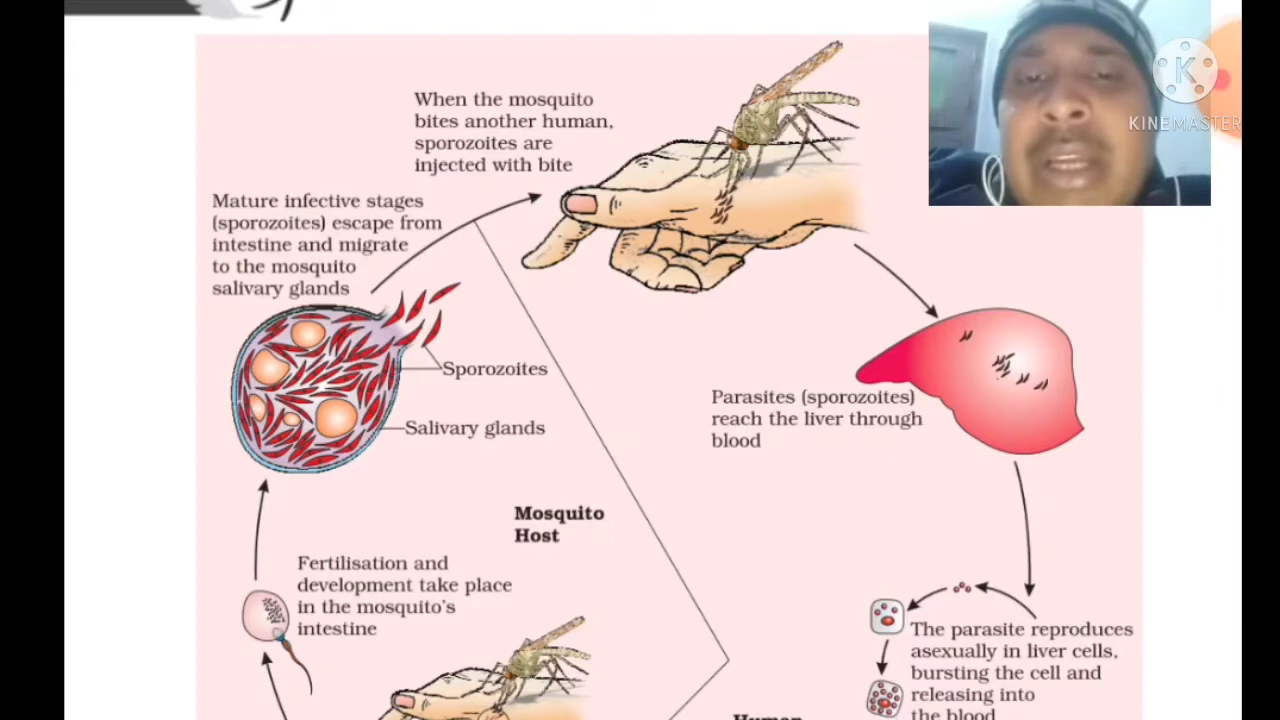 When the mosquito
bites another human,
sporozoites are
injected with bite
KINEMASTER
Mature infective stages
(sporozoites) escape from
intestine and migrate
to the mosquito
salivary glands
Sporozoites
Salivary glands
Parasites (sporozoites)
reach the liver through
blood
Mosquito
Host
Fertilisation and
development take place
in the mosquito's
intestine
The parasite reproduces
asexually in liver cells,
bursting the cell and
releasing into
the blood
Human